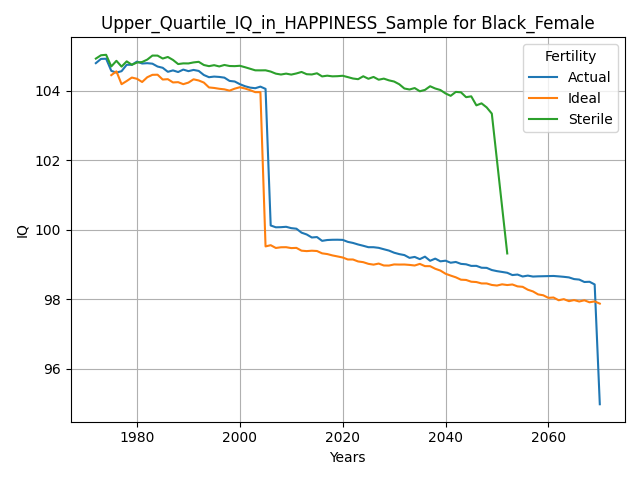 Upper_Quartile_IQ_in_HAPPINESS_Sample for Black_Female
Fertility
Actual
Ideal
Sterile
IQ
104
102
100
98
96
1980
2000
2020
2040
2060
Years